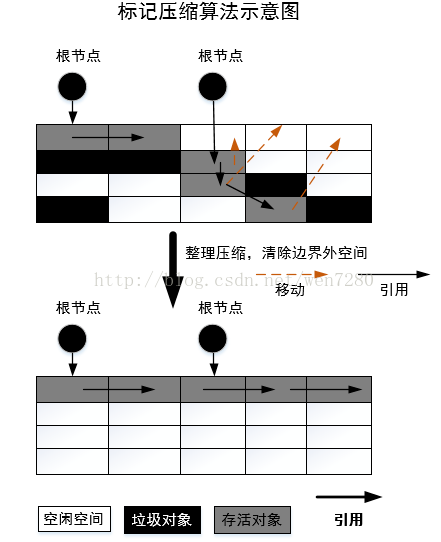 标记压缩算法示意图
根节点 根节点
整理压缩，清除边界外空间
http://blog.csdn.net/wen7280
移动 引用
根节点 根节点
引用
空闲空间 垃圾对象 存活对象